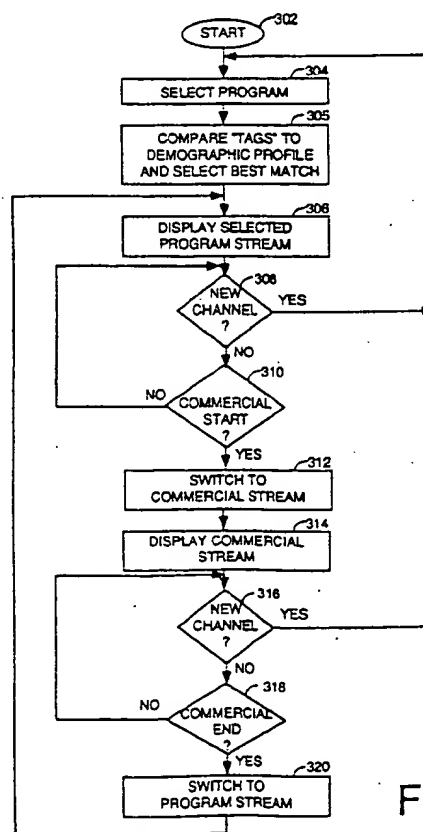 302
START
304
SELECT PROGRAM
305
COMPARE "TAGS" TO
DEMOGRAPHIC PROFILE
AND SELECT BEST MATCH
306
DISPLAY SELECTED
PROGRAM STREAM
308
NEW
CHANNEL
?
YES
NO
310
COMMERCIAL
START
?
NO
YES
312
SWITCH TO
COMMERCIAL STREAM
314
DISPLAY COMMERCIAL
STREAM
316
NEW
CHANNEL
?
YES
NO
318
COMMERCIAL
END
?
NO
YES
320
SWITCH TO
PROGRAM STREAM
F